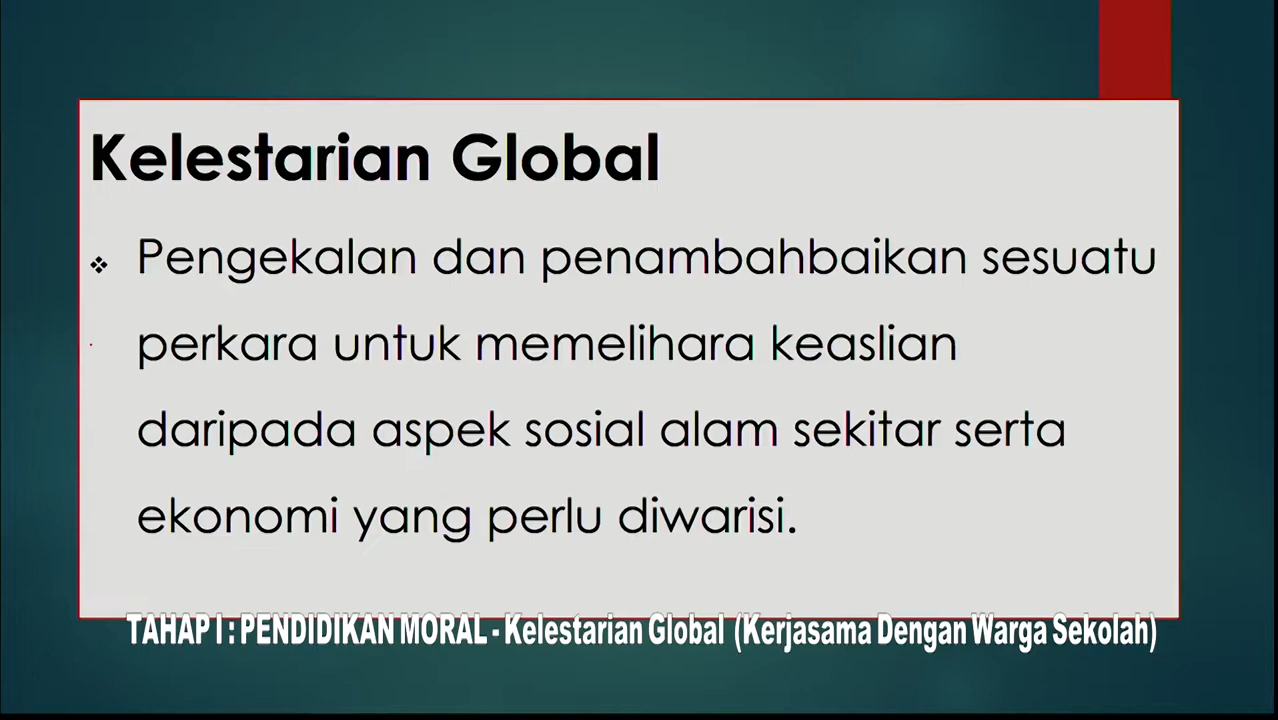 Kelestarian Global
❖ Pengekalan dan penambahbaikan sesuatu
perkara untuk memelihara keaslian
daripada aspek sosial alam sekitar serta
ekonomi yang perlu diwarisi.
TAHAP I : PENDIDIKAN MORAL - Kelestarian Global (Kerjasama Dengan Warga Sekolah)